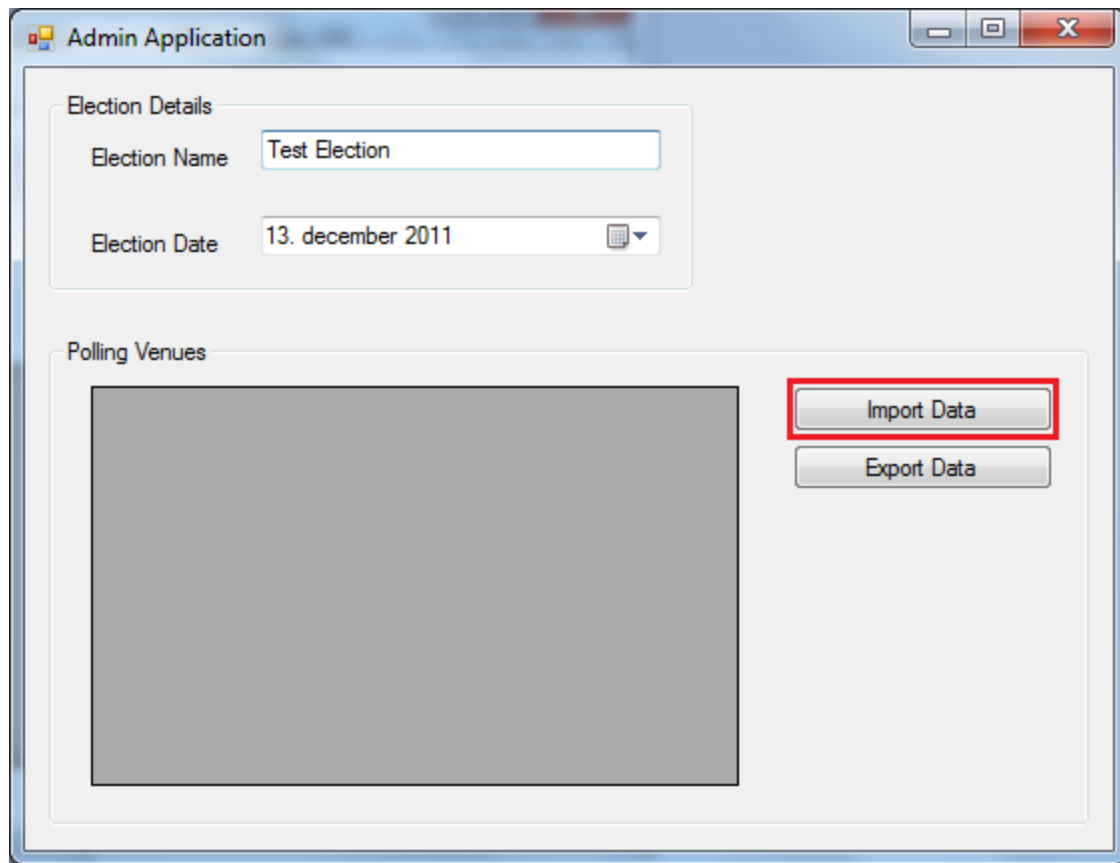 Admin Application
Election Details
Election Name
Test Election
Election Date
13. december 2011
Polling Venues
Import Data
Export Data